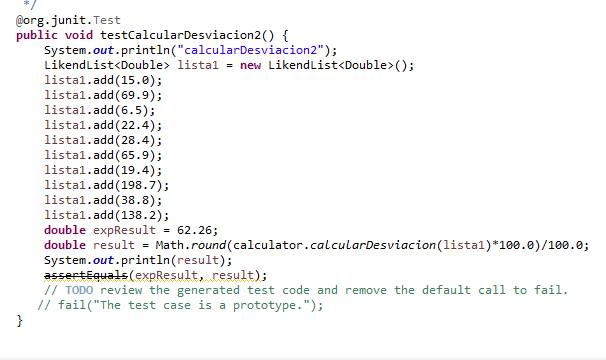 */
@org.junit.Test
public void testCalcularDesviacion2() {
System.out.println("calcularDesviacion2");
LikendList<Double> lista1 = new LikendList<Double>();
lista1.add(15.0);
lista1.add(69.9);
lista1.add(6.5);
lista1.add(22.4);
lista1.add(28.4);
lista1.add(65.9);
lista1.add(19.4);
lista1.add(198.7);
lista1.add(38.8);
lista1.add(138.2);
double expResult = 62.26;
double result = Math.round(calculator.calcularDesviacion(lista1)*100.0)/100.0;
System.out.println(result);
assertEquals(expResult, result);
// TODO review the generated test code and remove the default call to fail.
// fail("The test case is a prototype.");
}